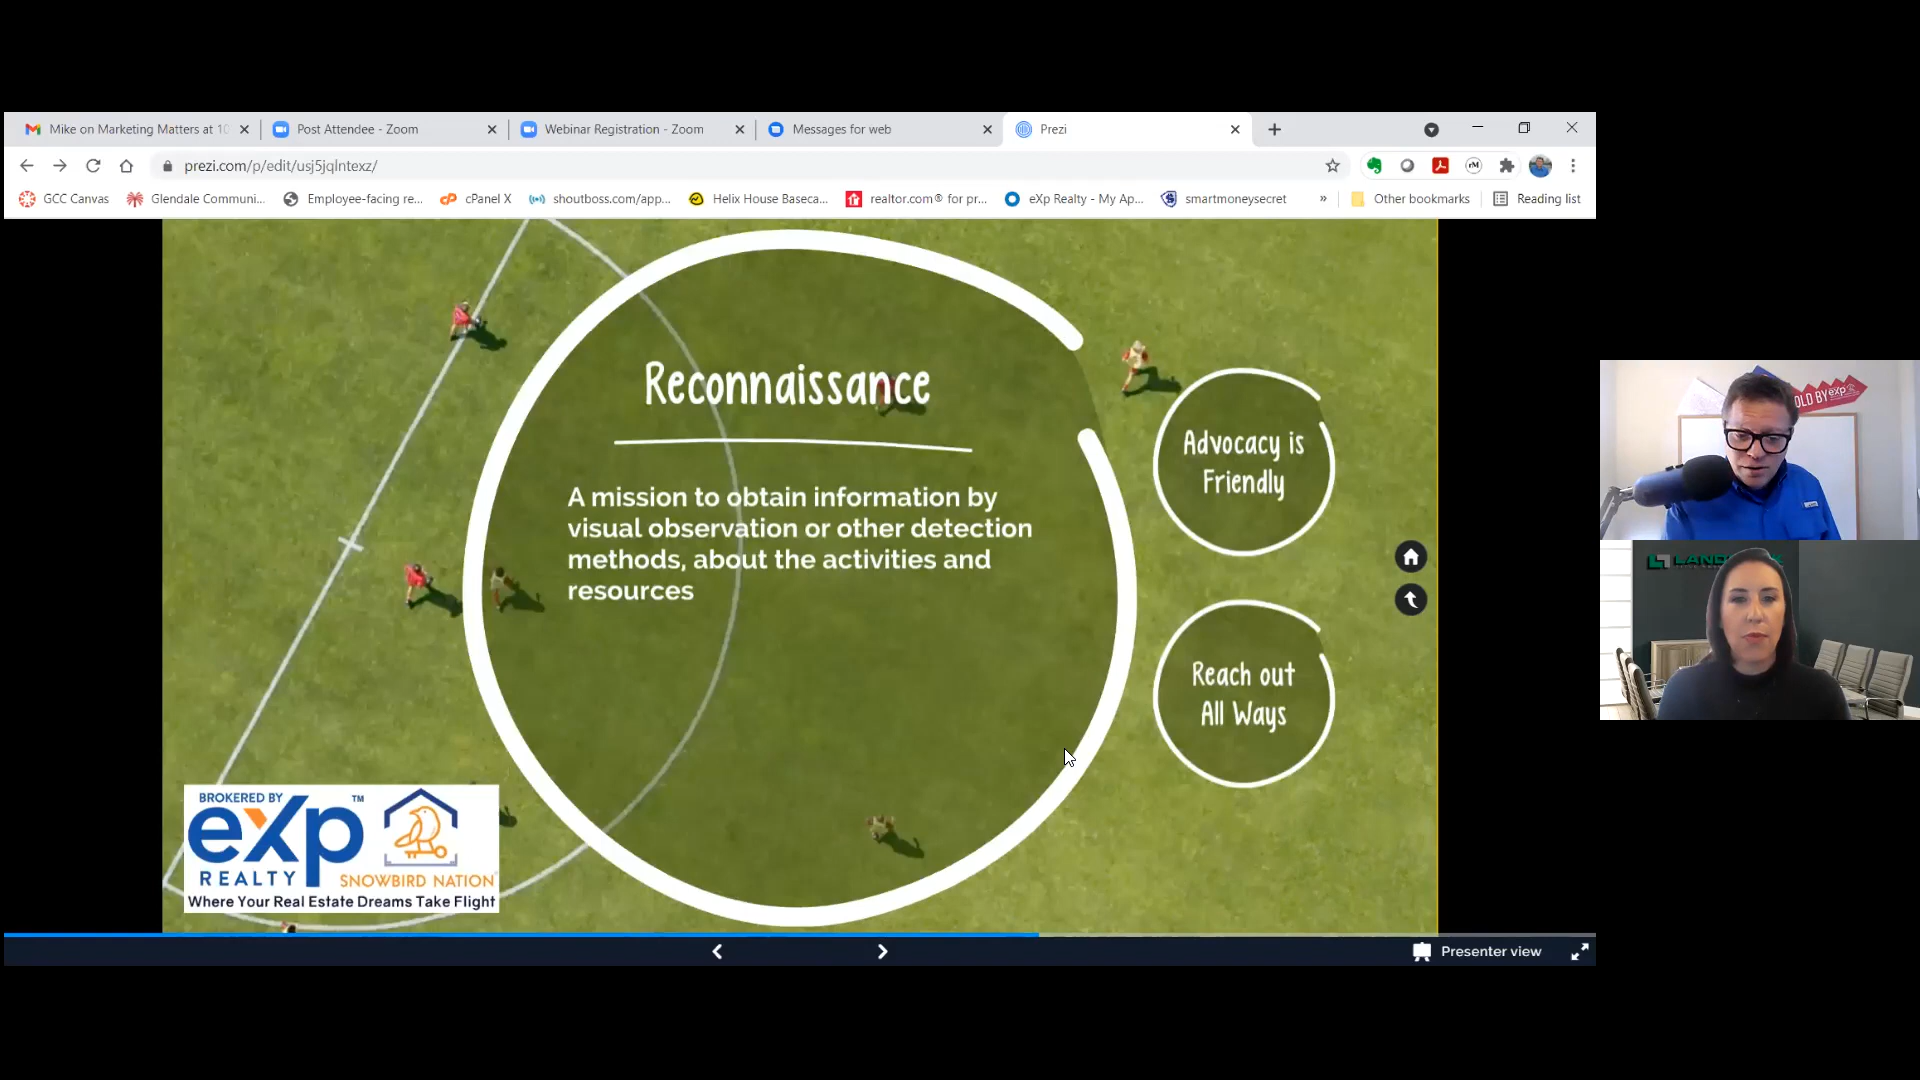 Mike on Marketing Matters at 10
Post Attendee - Zoom
Webinar Registration - Zoom
Messages for web
Prezi
prezi.com/p/edit/usj5jqlntexz/
GCC Canvas
Glendale Communi...
Employee-facing re...
cPanel X
shoutboss.com/app...
Helix House Baseca...
realtor.com® for pr...
eXp Realty - My Ap...
smartmoneysecret
»
Other bookmarks
Reading list
Reconnaissance
A mission to obtain information by
visual observation or other detection
methods, about the activities and
resources
Advocacy is
Friendly
Reach out
All Ways
BROKERED BY
eXp™
REALTY
SNOWBIRD NATION
Where Your Real Estate Dreams Take Flight
Presenter view
OLD BY eXp